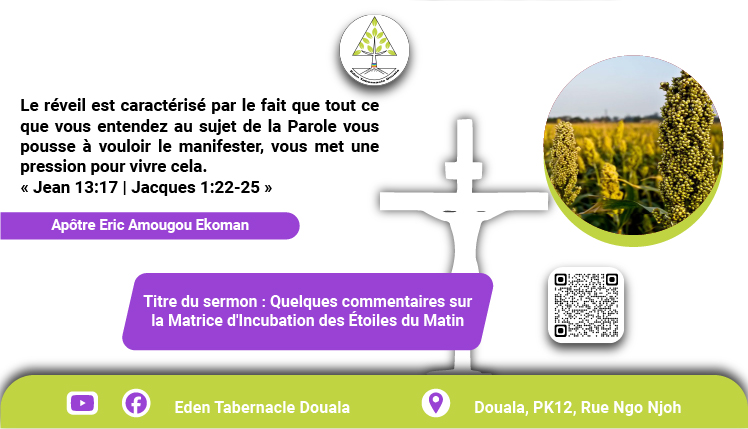 Eden Tabernacle Douala
Le réveil est caractérisé par le fait que tout ce
que vous entendez au sujet de la Parole vous
pousse à vouloir le manifester, vous met une
pression pour vivre cela.
« Jean 13:17 | Jacques 1:22-25 »
Apôtre Eric Amougou Ekoman
Titre du sermon : Quelques commentaires sur
la Matrice d'Incubation des Étoiles du Matin
Eden Tabernacle Douala
Douala, PK12, Rue Ngo Njoh